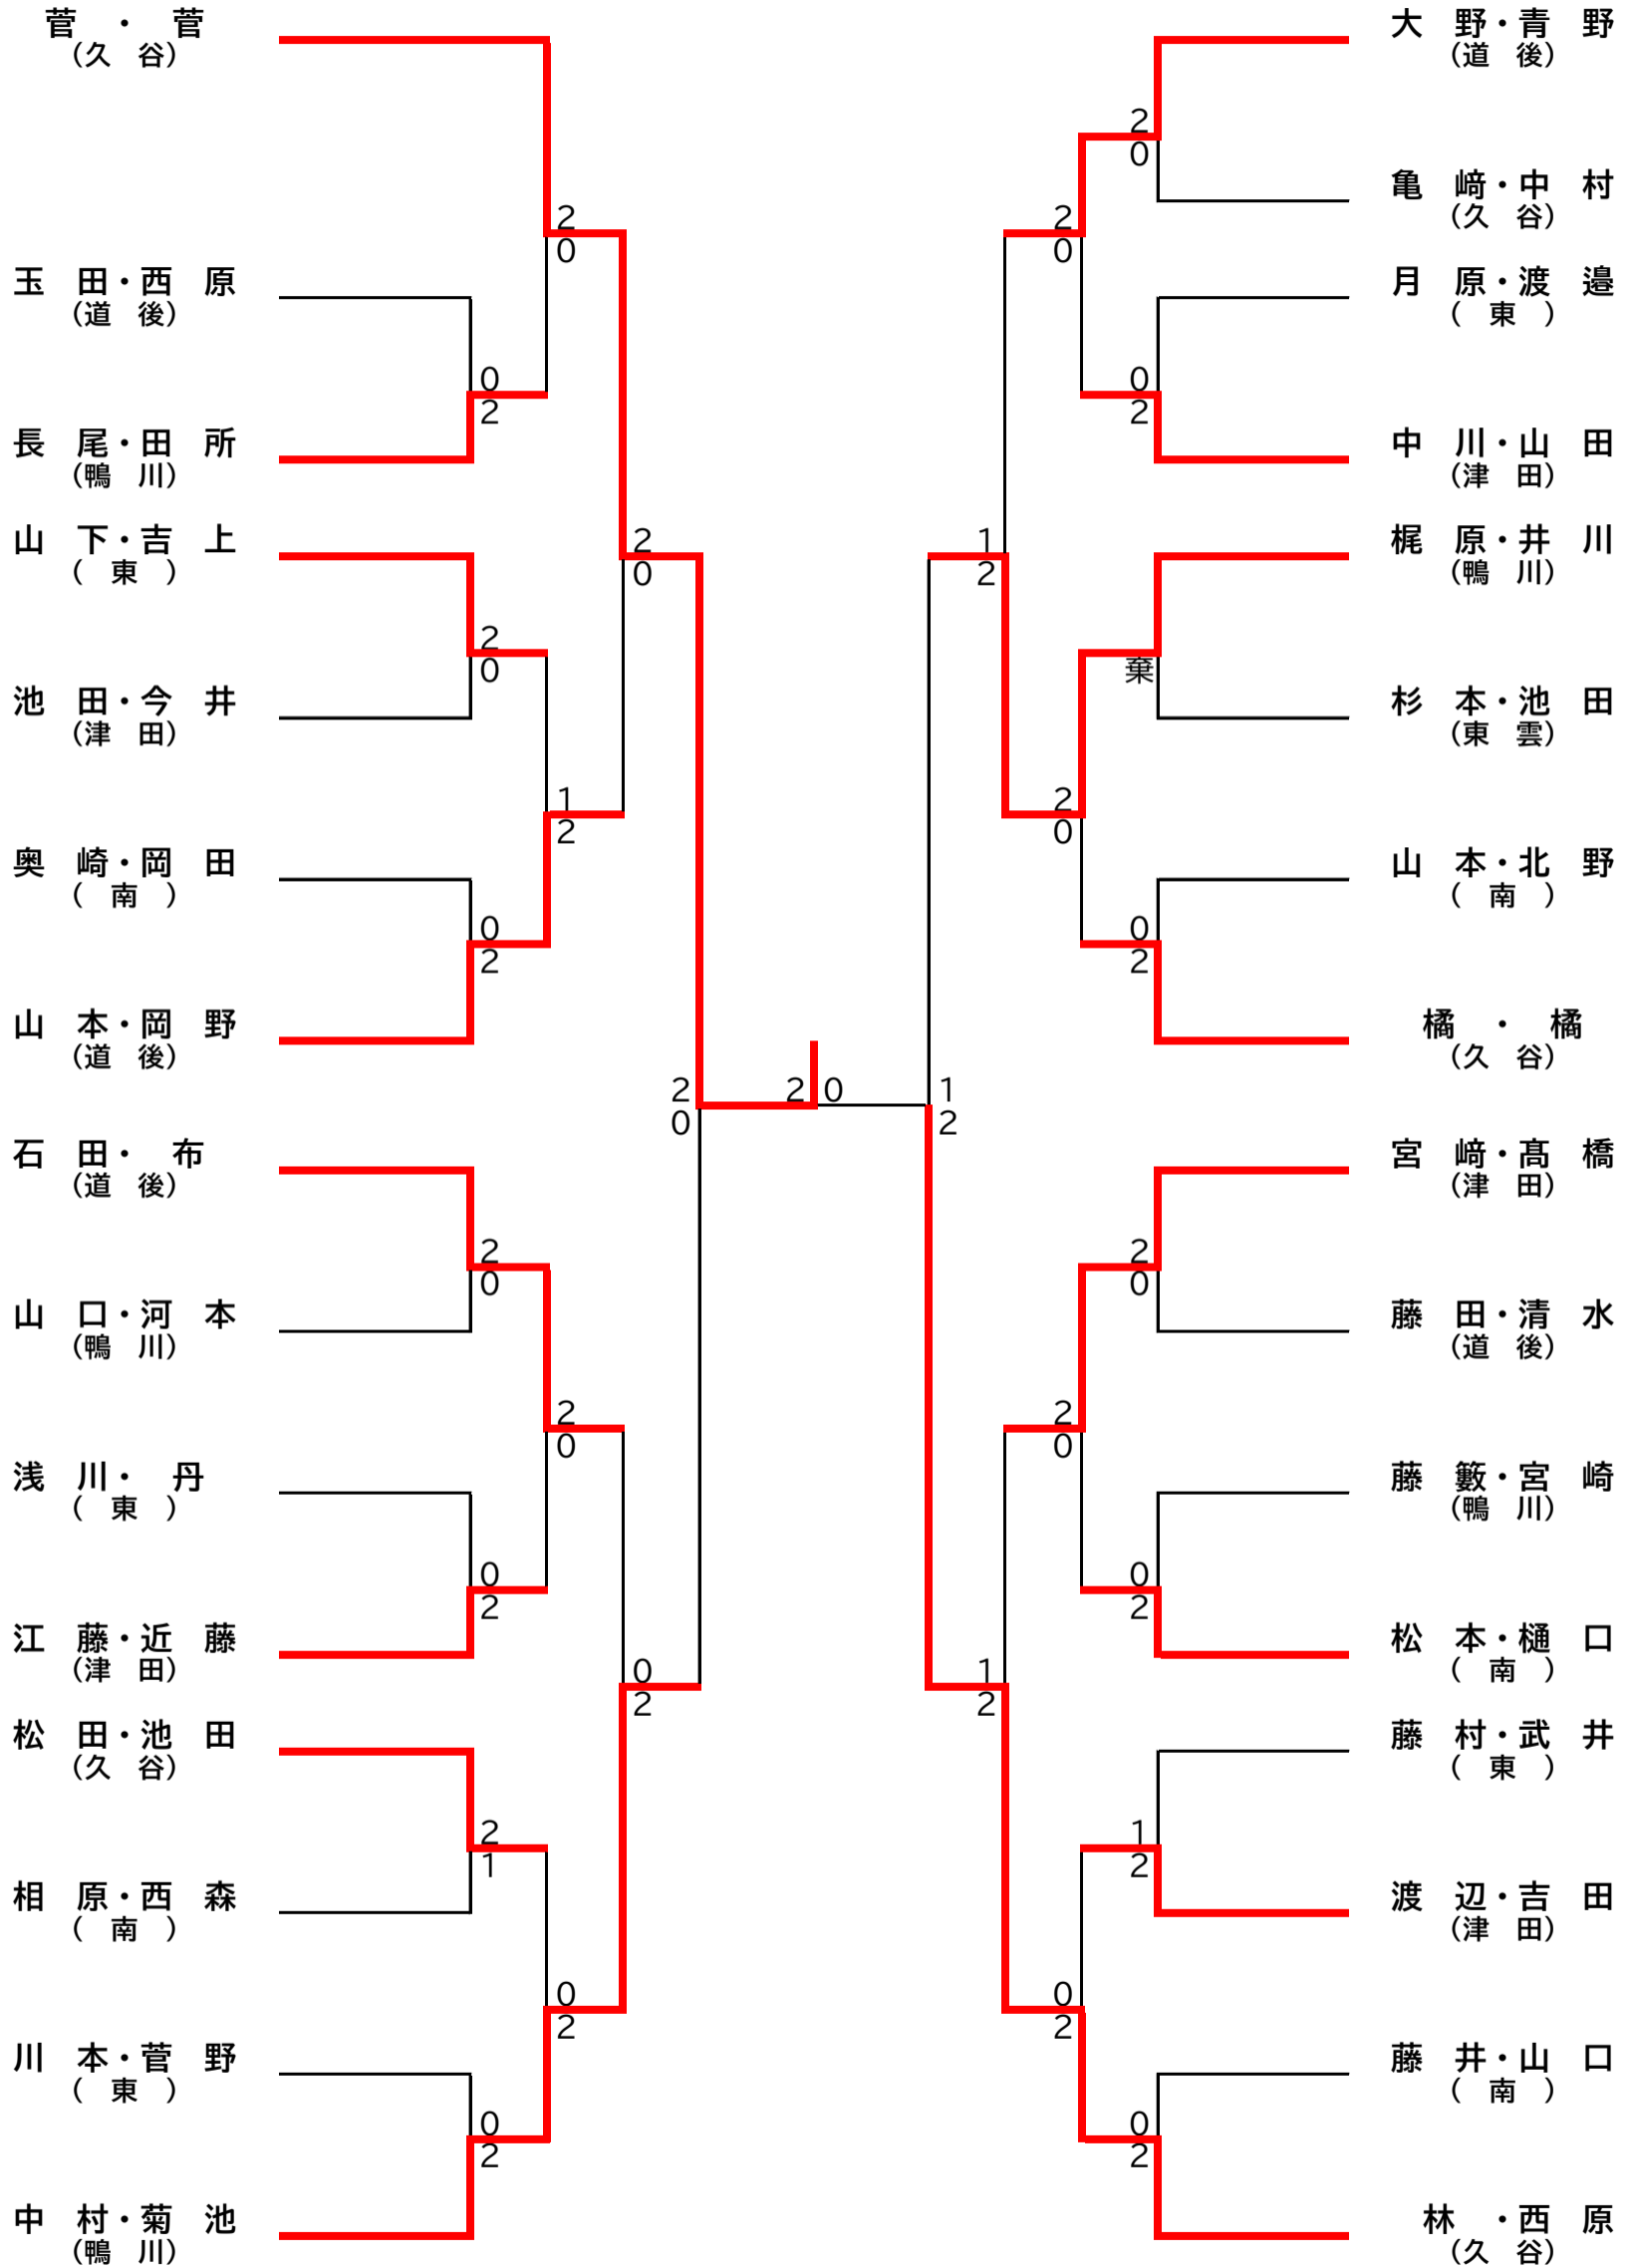 菅　・　菅
（久　谷）
玉　田・西　原
（道　後）
0
2
長　尾・田　所
（鴨　川）
2
0
山　下・吉　上
（　東　）
2
0
池　田・今　井
（津　田）
奥　崎・岡　田
（　南　）
0
2
山　本・岡　野
（道　後）
1
2
2
0
石　田・　布
（道　後）
2
0
山　口・河　本
（鴨　川）
浅　川・　丹
（　東　）
0
2
江　藤・近　藤
（津　田）
2
0
松　田・池　田
（久　谷）
2
1
相　原・西　森
（　南　）
川　本・菅　野
（　東　）
0
2
中　村・菊　池
（鴨　川）
0
2
0
2
2
0
2 0
大　野・青　野
（道　後）
2
0
亀　﨑・中　村
（久　谷）
月　原・渡　邉
（　東　）
0
2
中　川・山　田
（津　田）
2
0
梶　原・井　川
（鴨　川）
棄
杉　本・池　田
（東　雲）
山　本・北　野
（　南　）
0
2
橘　・　橘
（久　谷）
2
0
1
2
宮　﨑・髙　橋
（津　田）
2
0
藤　田・清　水
（道　後）
藤　籔・宮　崎
（鴨　川）
0
2
松　本・樋　口
（　南　）
2
0
藤　村・武　井
（　東　）
1
2
渡　辺・吉　田
（津　田）
藤　井・山　口
（　南　）
0
2
林　・西　原
（久　谷）
0
2
1
2
1
2